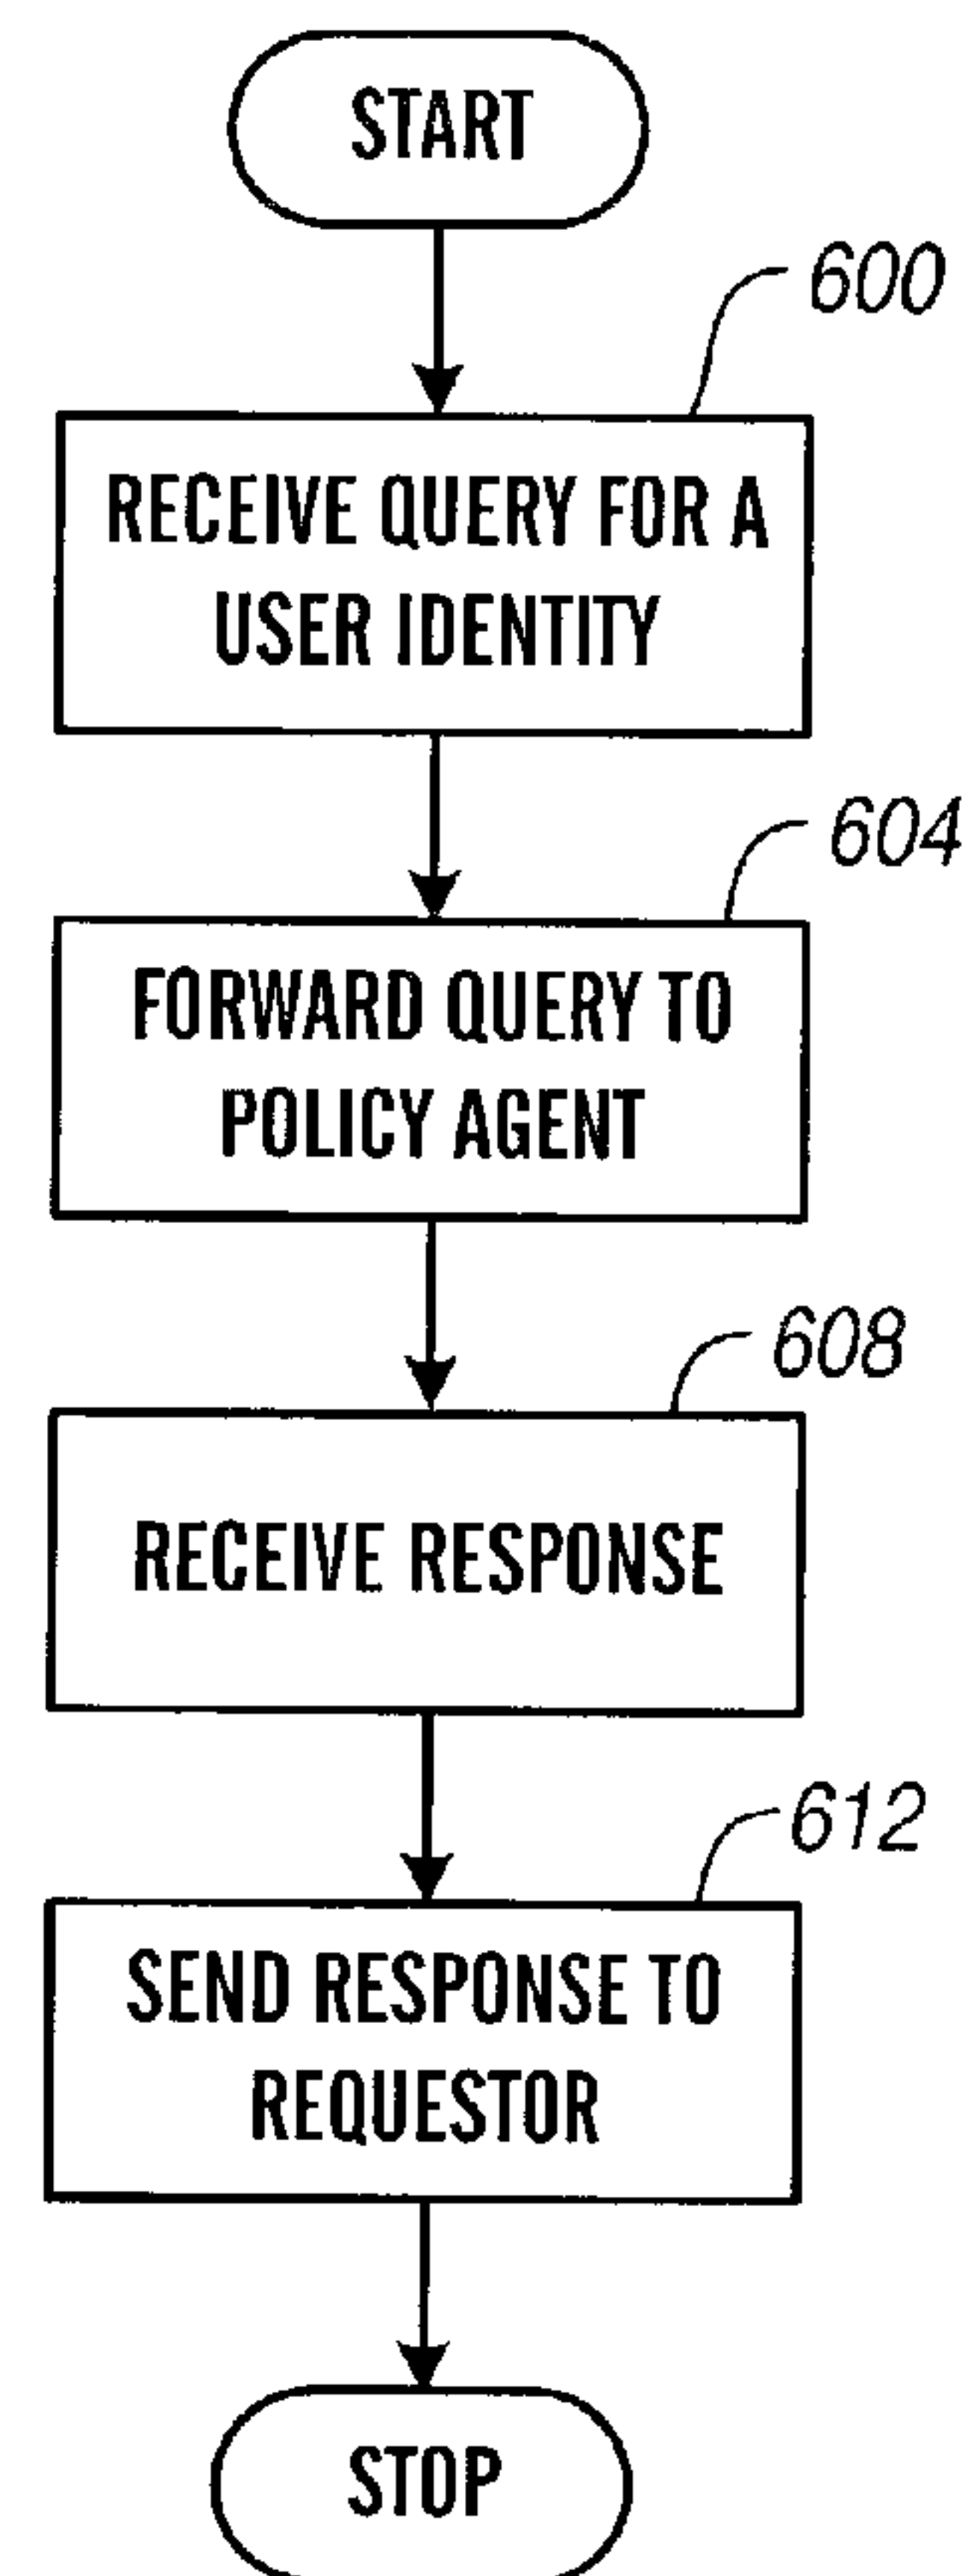 START
600
RECEIVE QUERY FOR A
USER IDENTITY
604
FORWARD QUERY TO
POLICY AGENT
608
RECEIVE RESPONSE
612
SEND RESPONSE TO
REQUESTOR
STOP